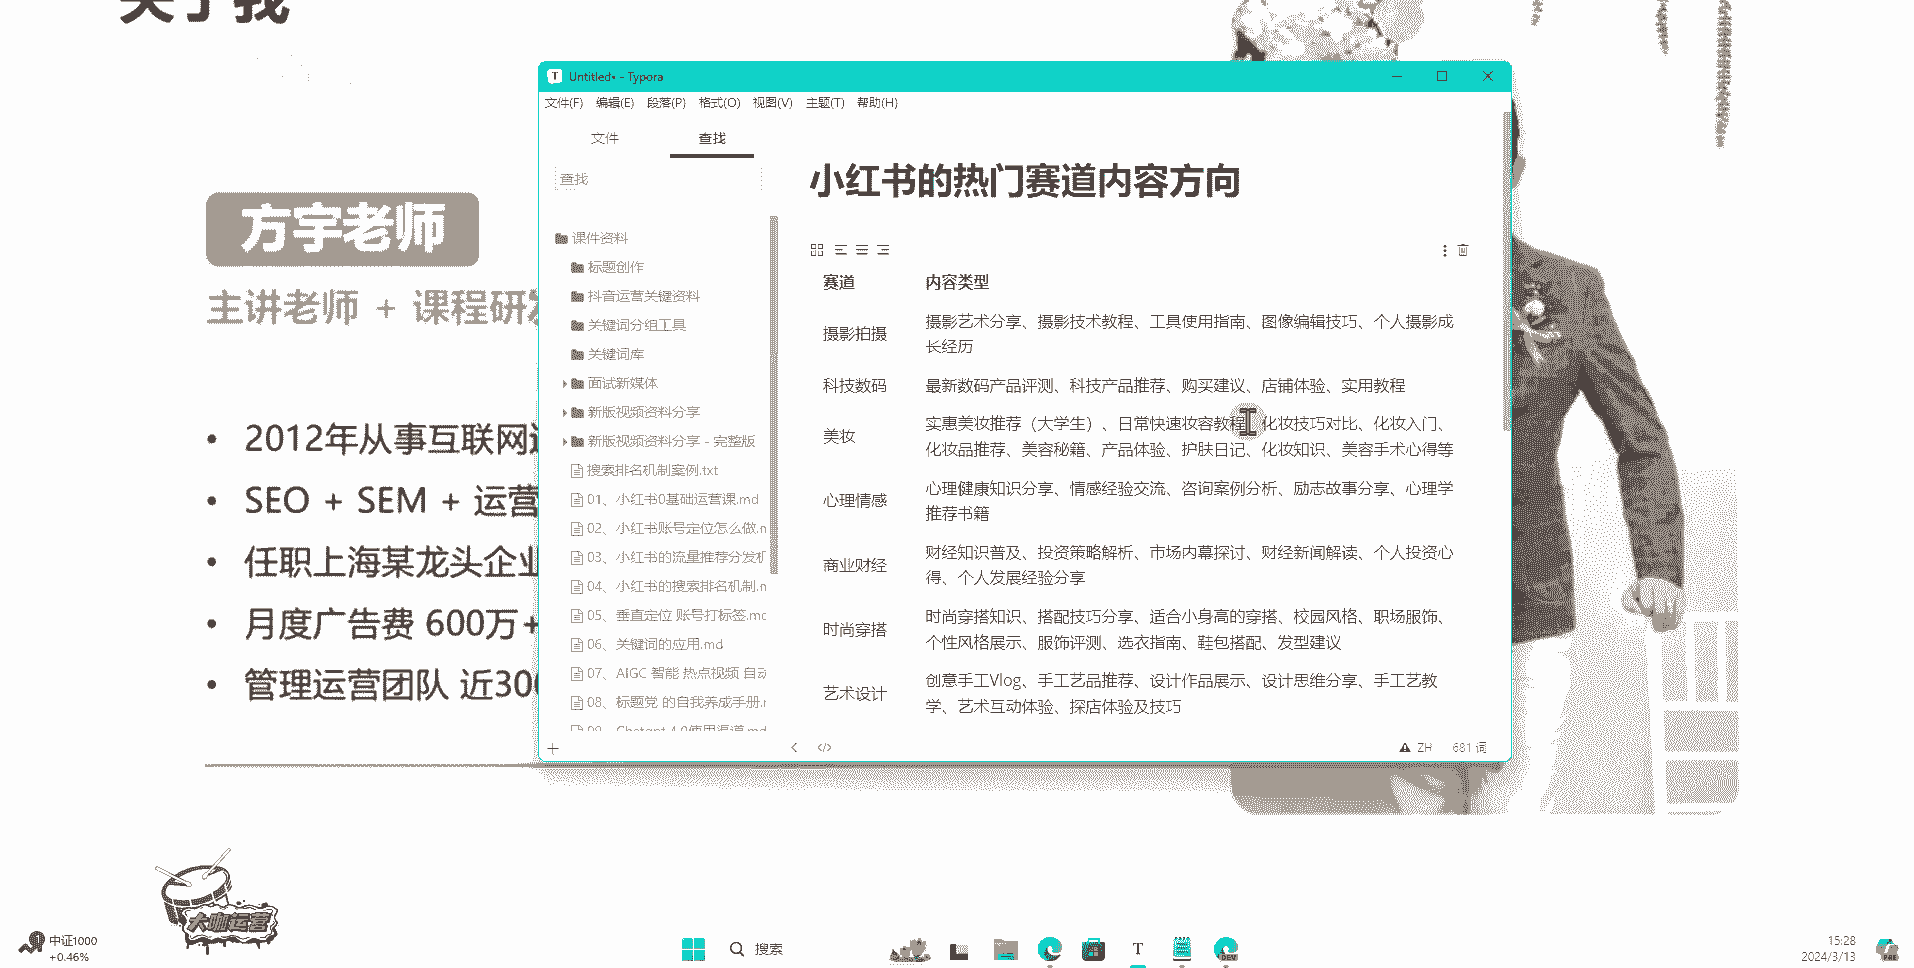 关于我
方宇老师
主讲老师 + 课程研发
2012年从事互联网
SEO + SEM + 运营
任职上海某龙头企业
月度广告费 600万+
管理运营团队 近300
Untitled• - Typora
文件(F) 编辑(E) 段落(P) 格式(O) 视图(V) 主题(T) 帮助(H)
文件 查找
查找
课件资料
标题创作
抖音运营关键资料
关键词分组工具
关键词库
面试新媒体
新版视频资料分享
新版视频资料分享 - 完整版
搜索排名机制案例.txt
01、小红书0基础运营课.md
02、小红书账号定位怎么做.n
03、小红书的流量推荐分发机
04、小红书的搜索排名机制.n
05、垂直定位 账号打标签.mc
06、关键词的应用.md
07、AIGC 智能 热点视频 自动
08、标题党 的自我养成手册.r
09、Chatgpt 4.0使用渠道.md
小红书的热门赛道内容方向
赛道 内容类型
摄影拍摄 摄影艺术分享、摄影技术教程、工具使用指南、图像编辑技巧、个人摄影成
长经历
科技数码 最新数码产品评测、科技产品推荐、购买建议、店铺体验、实用教程
美妆 实惠美妆推荐（大学生）、日常快速妆容教程、化妆技巧对比、化妆入门、
化妆品推荐、美容秘籍、产品体验、护肤日记、化妆知识、美容手术心得等
心理情感 心理健康知识分享、情感经验交流、咨询案例分析、励志故事分享、心理学
推荐书籍
商业财经 财经知识普及、投资策略解析、市场内幕探讨、财经新闻解读、个人投资心
得、个人发展经验分享
时尚穿搭 时尚穿搭知识、搭配技巧分享、适合小身高的穿搭、校园风格、职场服饰、
个性风格展示、服饰评测、选衣指南、鞋包搭配、发型建议
艺术设计 创意手工Vlog、手工艺品推荐、设计作品展示、设计思维分享、手工艺教
学、艺术互动体验、探店体验及技巧
ZH 681 词
大咖运营
中证1000
+0.46%
搜索
DEV
15:28
2024/3/13
PRE